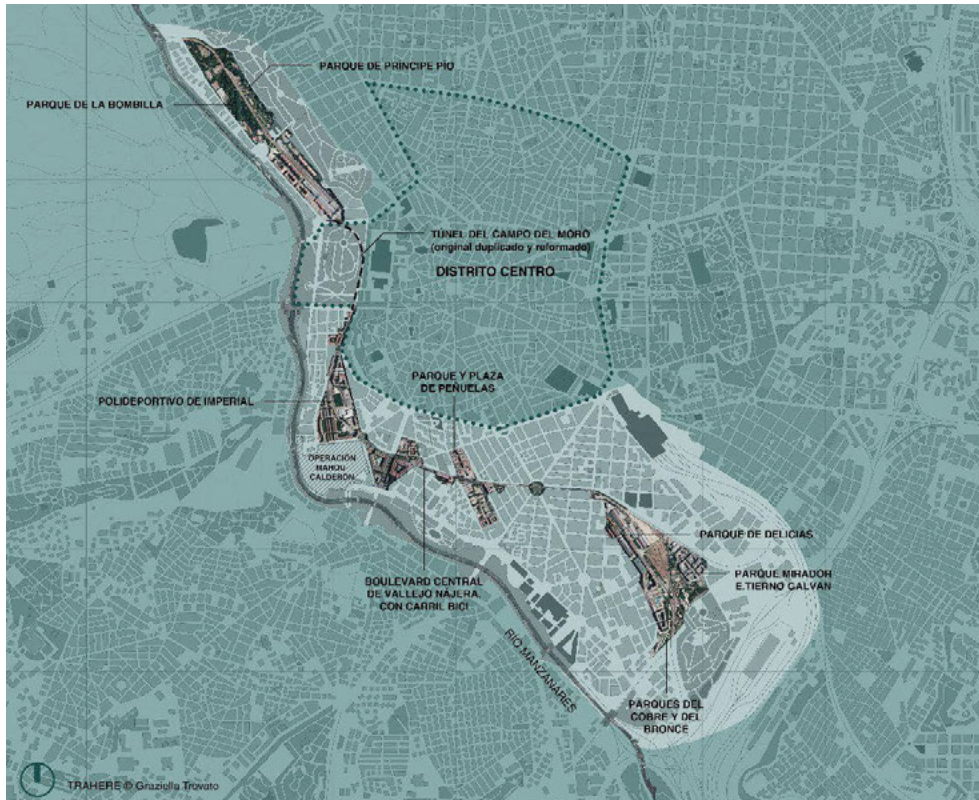 PARQUE DE PRINCIPE PIO
PARQUE DE LA BOMBILLA
TÚNEL DEL CAMPO DEL MORO
(original duplicado y reformado)
DISTRITO CENTRO
PARQUE Y PLAZA
DE PEÑUELAS
POLIDEPORTIVO DE IMPERIAL
OPERACIÓN
MAHOU
CALDERÓN
PARQUE DE DELICIAS
PARQUE MIRADOR
E.TIERNO GALVÁN
BOULEVARD CENTRAL
DE VALLEJO NÁJERA,
CON CARRIL BICI
RÍO MANZANARES
PARQUES DEL
COBRE Y DEL
BRONCE
TRAHERE © Graziella Trovato